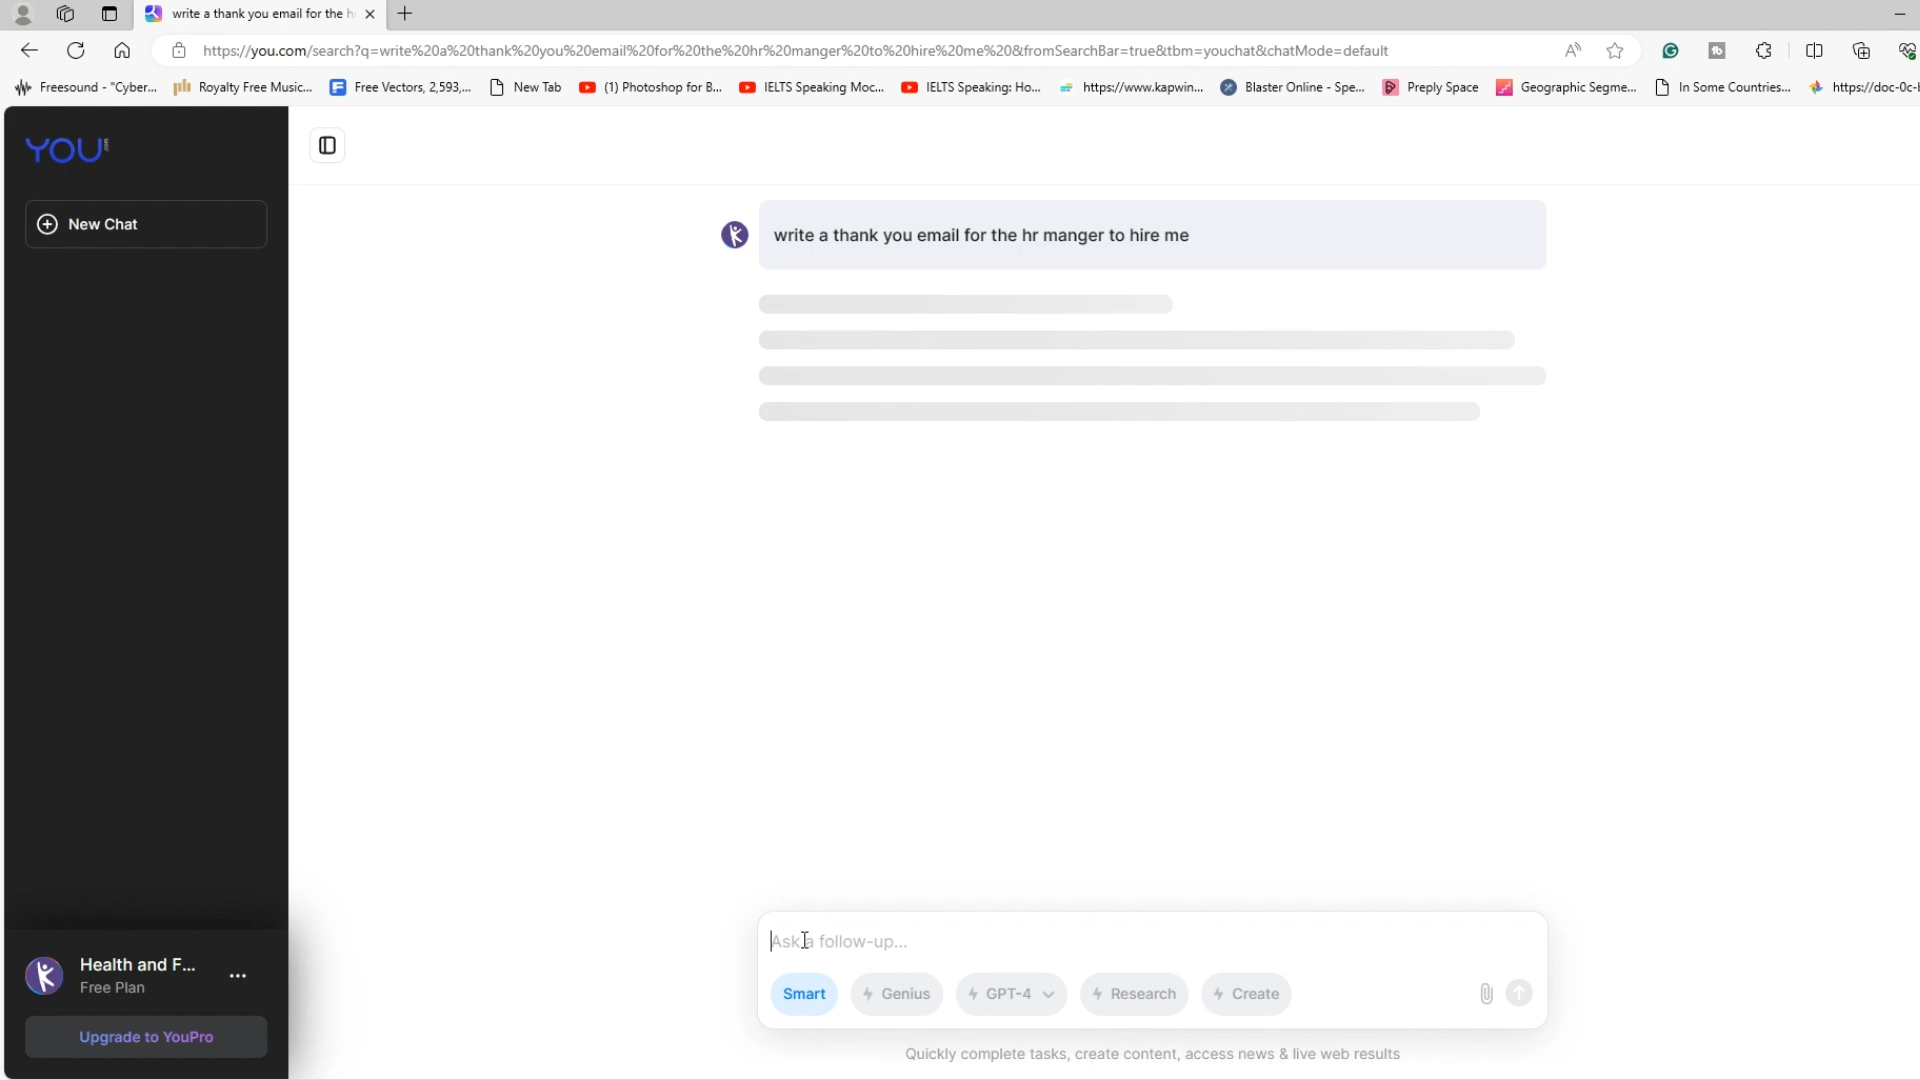 write a thank you email for the h
https://you.com/search?q=write%20a%20thank%20you%20email%20for%20the%20hr%20manger%20to%20hire%20me%20&fromSearchBar=true&tbm=youchat&chatMode=default
Freesound - "Cyber... Royalty Free Music... Free Vectors, 2,593,... New Tab (1) Photoshop for B... IELTS Speaking Moc... IELTS Speaking: Ho... https://www.kapwin... Blaster Online - Spe... Preply Space Geographic Segme... In Some Countries... https://doc-0c-
YOU.com
New Chat
write a thank you email for the hr manger to hire me
Ask a follow-up...
Smart Genius GPT-4 Research Create
Quickly complete tasks, create content, access news & live web results
Health and F...
Free Plan
Upgrade to YouPro